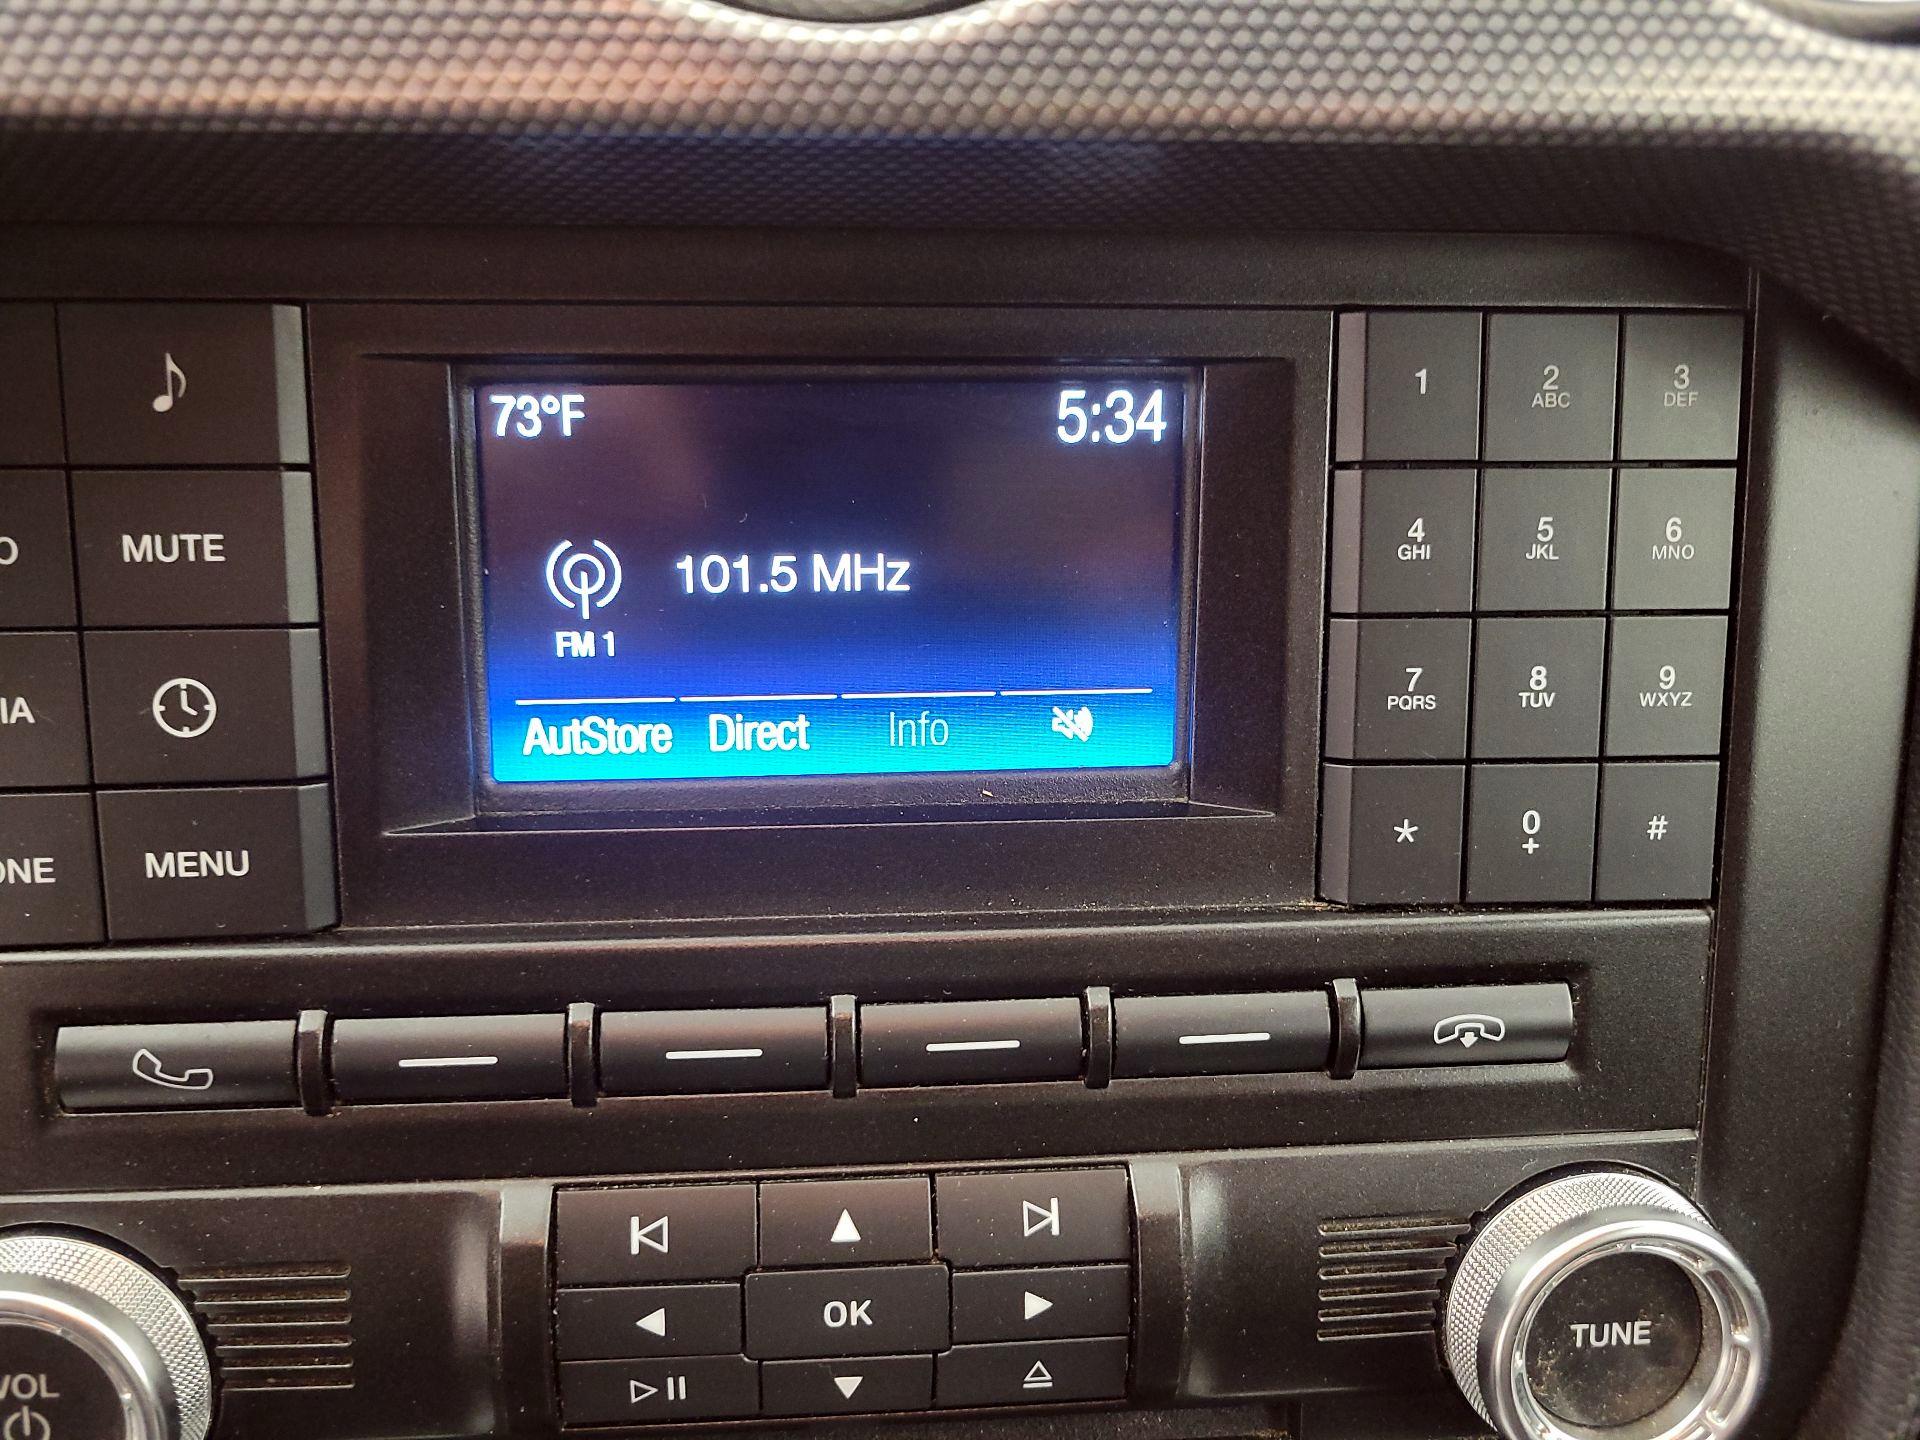 73°F 5:34
101.5 MHz
FM 1
AutStore Direct Info
MUTE
MENU
1 2 ABC 3 DEF
4 GHI 5 JKL 6 MNO
7 PQRS 8 TUV 9 WXYZ
* 0 + #
OK
VOL
TUNE